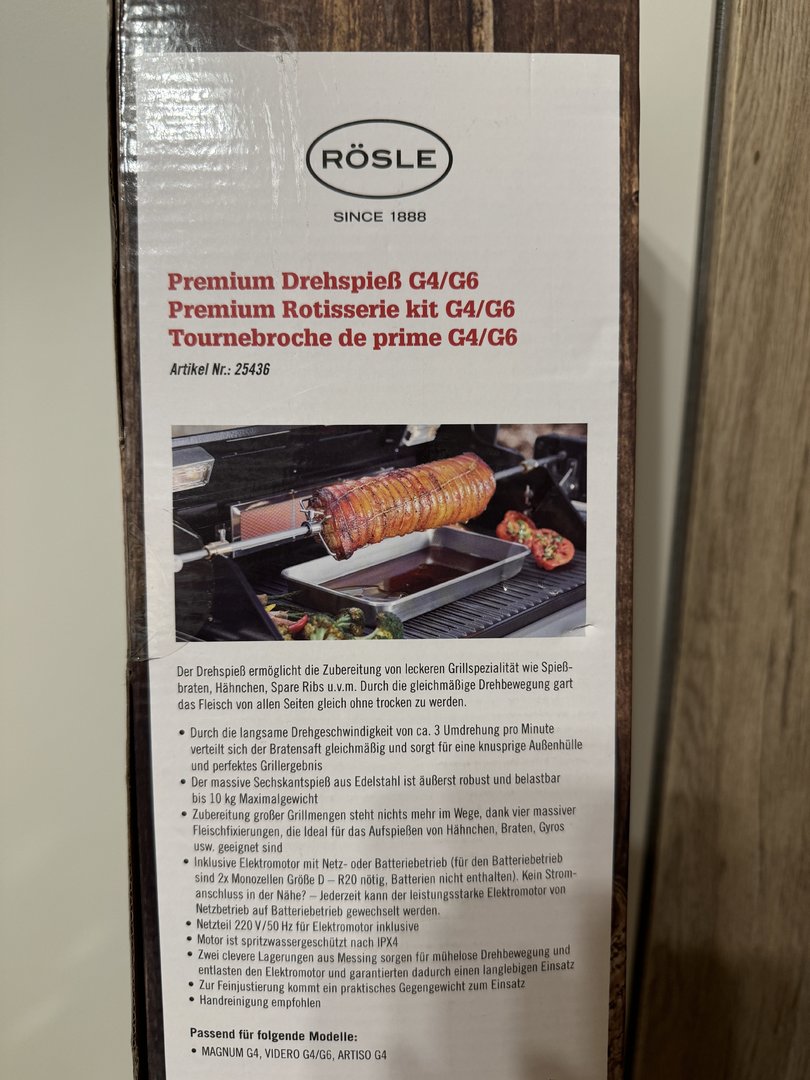 RÖSLE
SINCE 1888
Premium Drehspieß G4/G6
Premium Rotisserie kit G4/G6
Tournebroche de prime G4/G6
Artikel Nr.: 25436
Der Drehspieß ermöglicht die Zubereitung von leckeren Grillspezialität wie Spieß-
braten, Hähnchen, Spare Ribs u.v.m. Durch die gleichmäßige Drehbewegung gart
das Fleisch von allen Seiten gleich ohne trocken zu werden.
• Durch die langsame Drehgeschwindigkeit von ca. 3 Umdrehung pro Minute
verteilt sich der Bratensaft gleichmäßig und sorgt für eine knusprige Außenhülle
und perfektes Grillergebnis
• Der massive Sechskantspieß aus Edelstahl ist äußerst robust und belastbar
bis 10 kg Maximalgewicht
• Zubereitung großer Grillmengen steht nichts mehr im Wege, dank vier massiver
Fleischfixierungen, die Ideal für das Aufspießen von Hähnchen, Braten, Gyros
usw. geeignet sind
• Inklusive Elektromotor mit Netz- oder Batteriebetrieb (für den Batteriebetrieb
sind 2x Monozellen Größe D – R20 nötig, Batterien nicht enthalten). Kein Strom-
anschluss in der Nähe? – Jederzeit kann der leistungsstarke Elektromotor von
Netzbetrieb auf Batteriebetrieb gewechselt werden.
• Netzteil 220 V/50 Hz für Elektromotor inklusive
• Motor ist spritzwassergeschützt nach IPX4
• Zwei clevere Lagerungen aus Messing sorgen für mühelose Drehbewegung und
entlasten den Elektromotor und garantierten dadurch einen langlebigen Einsatz
• Zur Feinjustierung kommt ein praktisches Gegengewicht zum Einsatz
• Handreinigung empfohlen
Passend für folgende Modelle:
• MAGNUM G4, VIDERO G4/G6, ARTISO G4